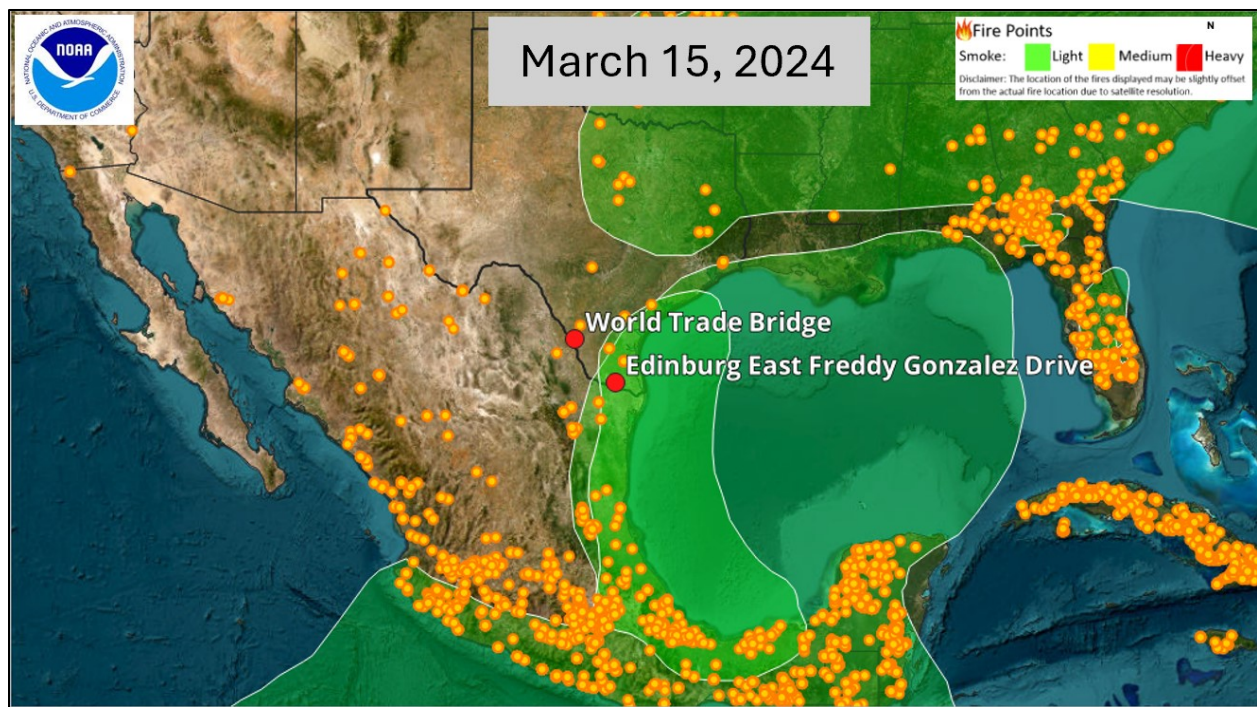 NATIONAL OCEANIC AND ATMOSPHERIC ADMINISTRATION
NOAA
U.S. DEPARTMENT OF COMMERCE
March 15, 2024
N
Fire Points
Smoke: Light Medium Heavy
Disclaimer: The location of the fires displayed may be slightly offset
from the actual fire location due to satellite resolution.
World Trade Bridge
Edinburg East Freddy Gonzalez Drive